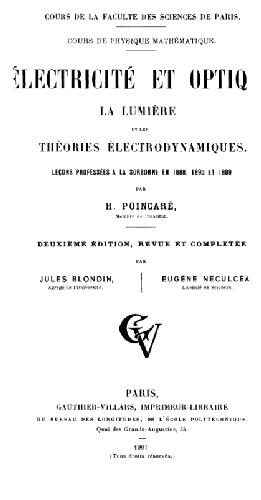 COURS DE LA FACULTÉ DES SCIENCES DE PARIS.
COURS DE PHYSIQUE MATHÉMATIQUE.
ÉLECTRICITÉ ET OPTIQ
LA LUMIÈRE
ET LES
THÉORIES ÉLECTRODYNAMIQUES.
LEÇONS PROFESSÉES A LA SORBONNE EN 1888, 1890 ET 1899
PAR
H. POINCARÉ,
Membre de l'Institut.
DEUXIÈME ÉDITION, REVUE ET COMPLÉTÉE
PAR
JULES BLONDIN, EUGÈNE NÉCULCÉA
Agrégé de l'Université. Licencié ès Sciences.
GV
PARIS,
GAUTHIER-VILLARS, IMPRIMEUR-LIBRAIRE
DU BUREAU DES LONGITUDES, DE L'ÉCOLE POLYTECHNIQUE.
Quai des Grands-Augustins, 55.
1901
(Tous droits réservés.)